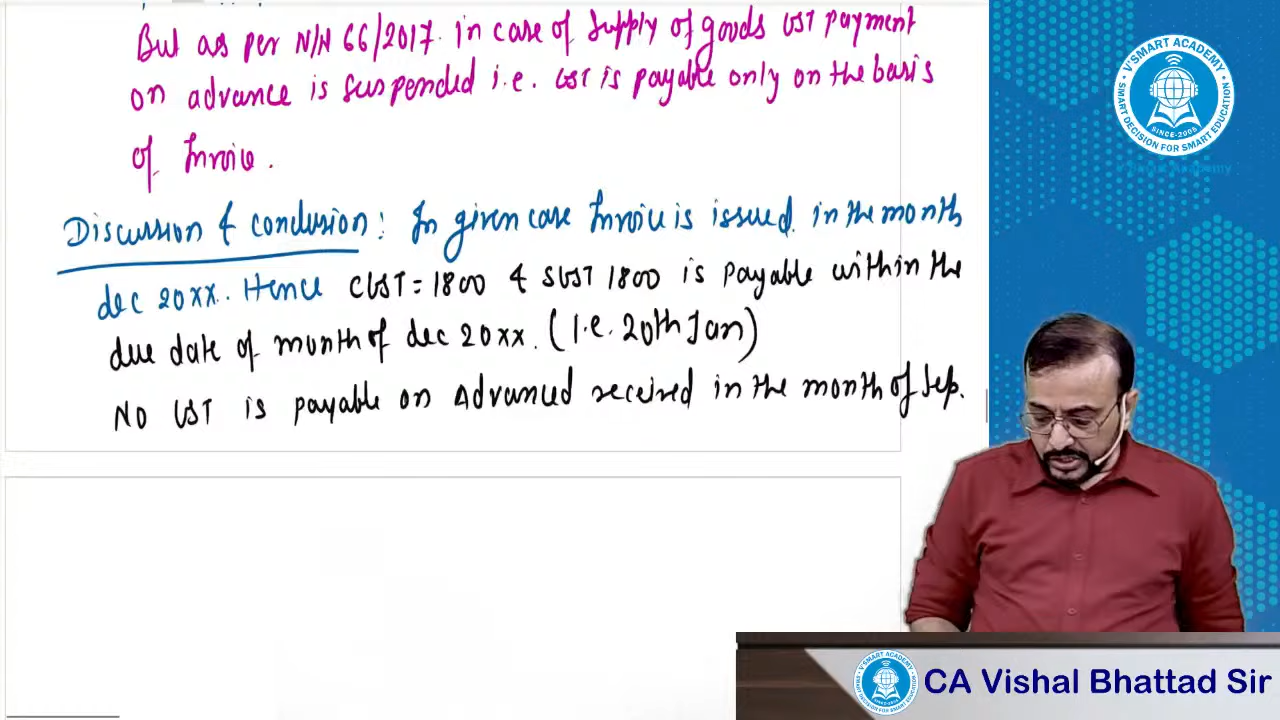 But as per N/N 66/2017 in case of supply of goods GST payment
on advance is suspended i.e. GST is payable only on the basis
of Invoice.
Discussion & conclusion: In given case Invoice is issued in the month
dec 20xx. Hence CGST = 1800 & SGST 1800 is payable within the
due date of month of dec 20xx. (i.e. 20th Jan)
No GST is payable on Advanced received in the month of Sep.
V'SMART ACADEMY
SINCE-2005
SMART DECISION FOR SMART EDUCATION
CA Vishal Bhattad Sir